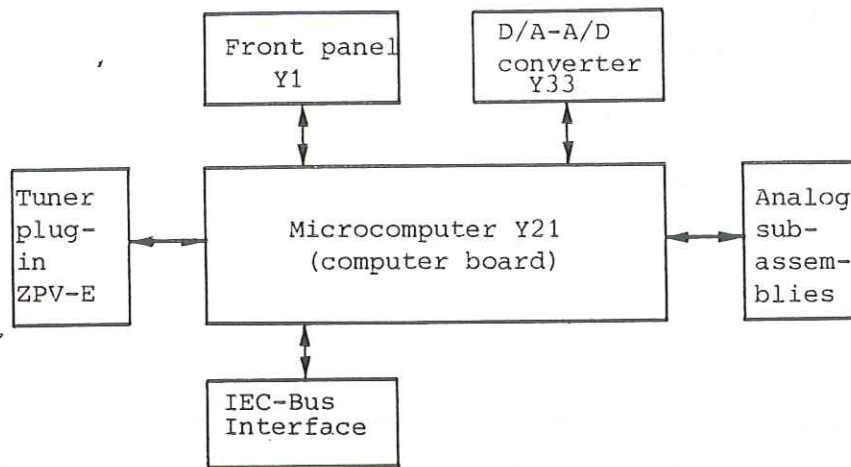 Front panel
Y1
D/A-A/D
converter
Y33
Tuner
plug-
in
ZPV-E
Microcomputer Y21
(computer board)
Analog
sub-
assem-
blies
IEC-Bus
Interface